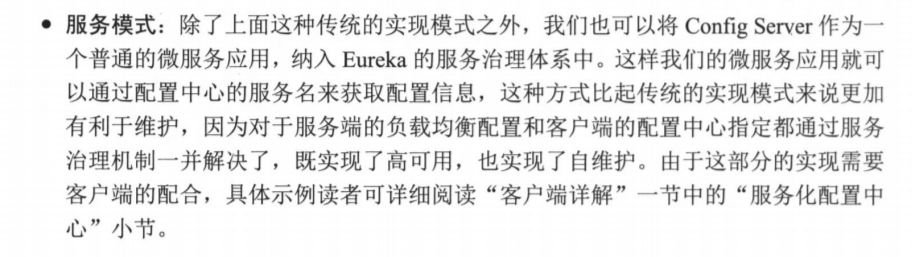 • 服务模式：除了上面这种传统的实现模式之外，我们也可以将 Config Server 作为一
个普通的微服务应用，纳入 Eureka 的服务治理体系中。这样我们的微服务应用就可
以通过配置中心的服务名来获取配置信息，这种方式比起传统的实现模式来说更加
有利于维护，因为对于服务端的负载均衡配置和客户端的配置中心指定都通过服务
治理机制一并解决了，既实现了高可用，也实现了自维护。由于这部分的实现需要
客户端的配合，具体示例读者可详细阅读“客户端详解”一节中的“服务化配置中
心”小节。